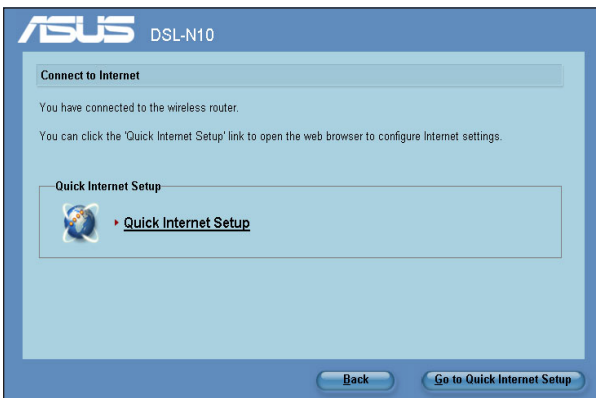 ASUS DSL-N10
Connect to Internet
You have connected to the wireless router.
You can click the 'Quick Internet Setup' link to open the web browser to configure Internet settings.
Quick Internet Setup
Quick Internet Setup
Back Go to Quick Internet Setup